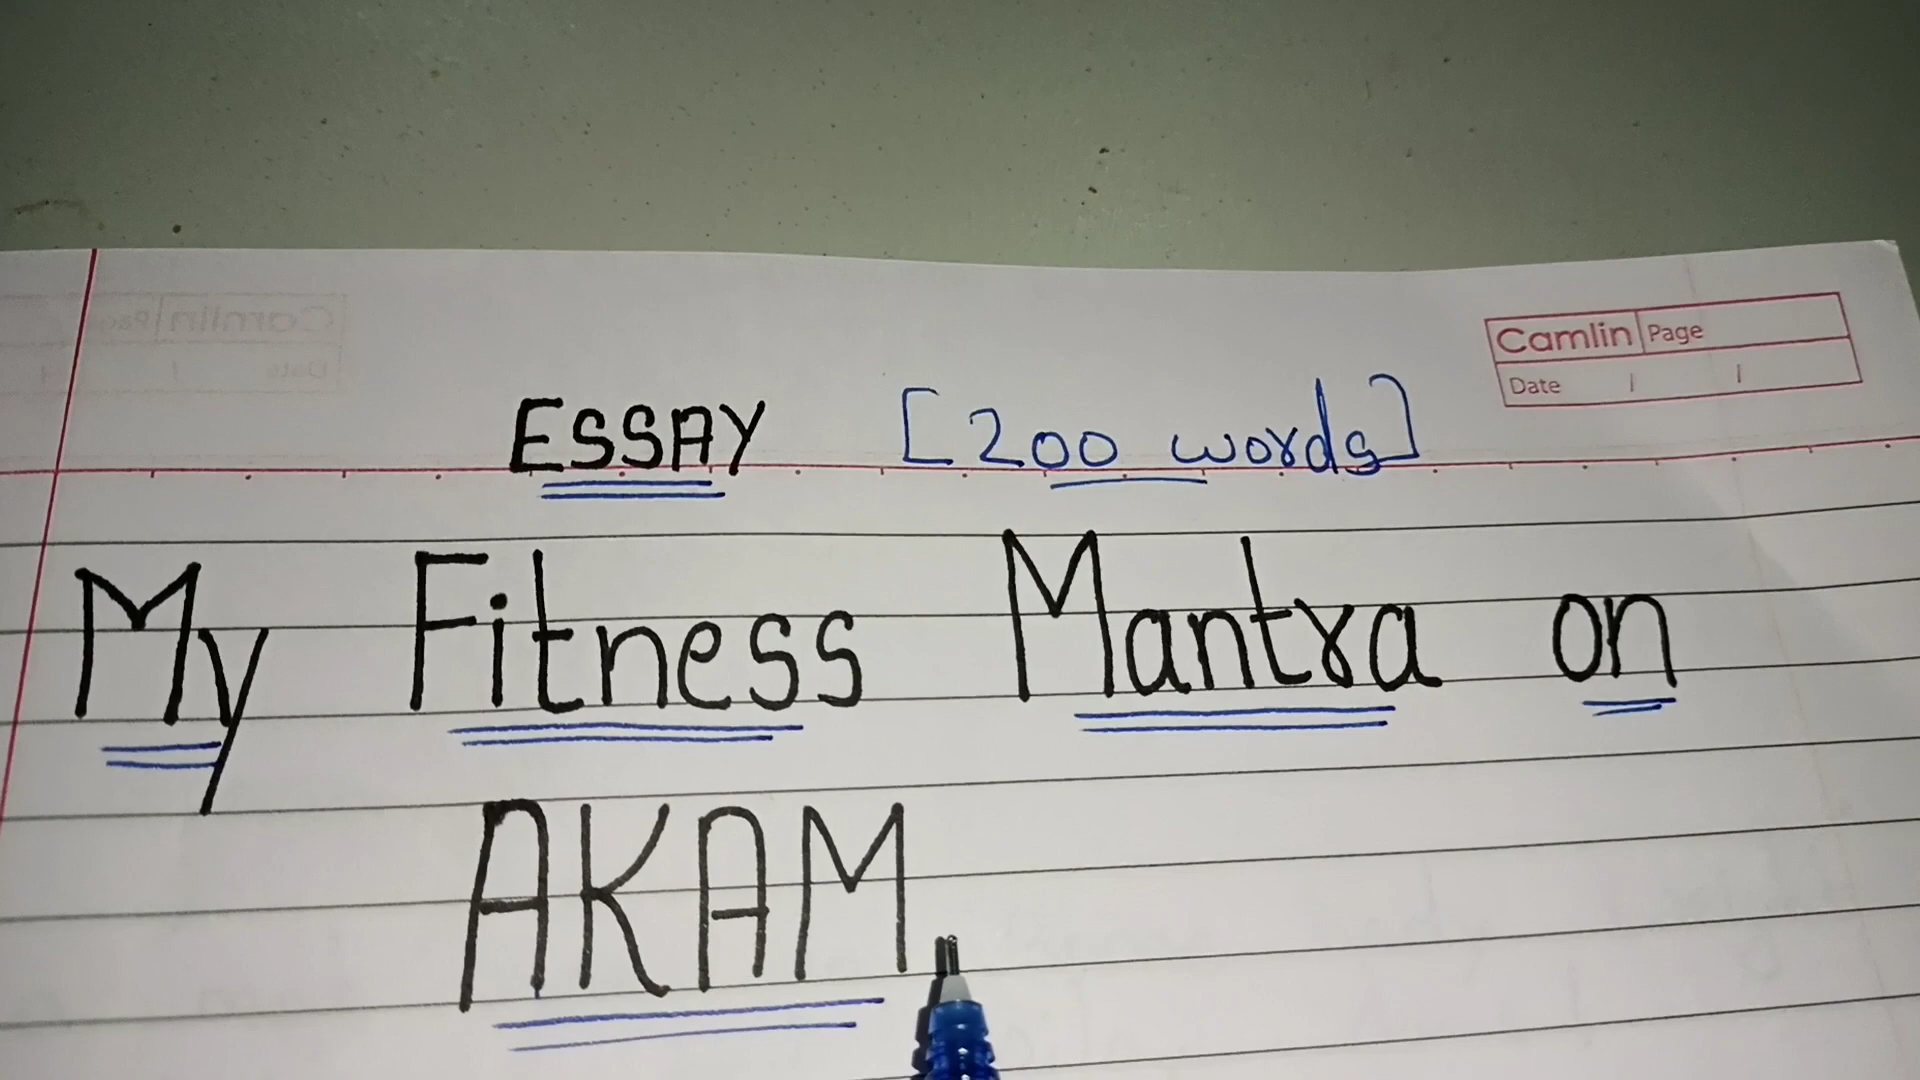 Camlin Page
Date / /
ESSAY [200 words]
My Fitness Mantra on
AKAM